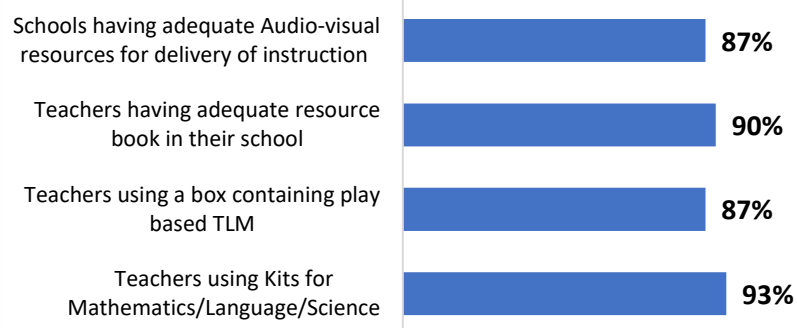 Schools having adequate Audio-visual
resources for delivery of instruction
87%
Teachers having adequate resource
book in their school
90%
Teachers using a box containing play
based TLM
87%
Teachers using Kits for
Mathematics/Language/Science
93%